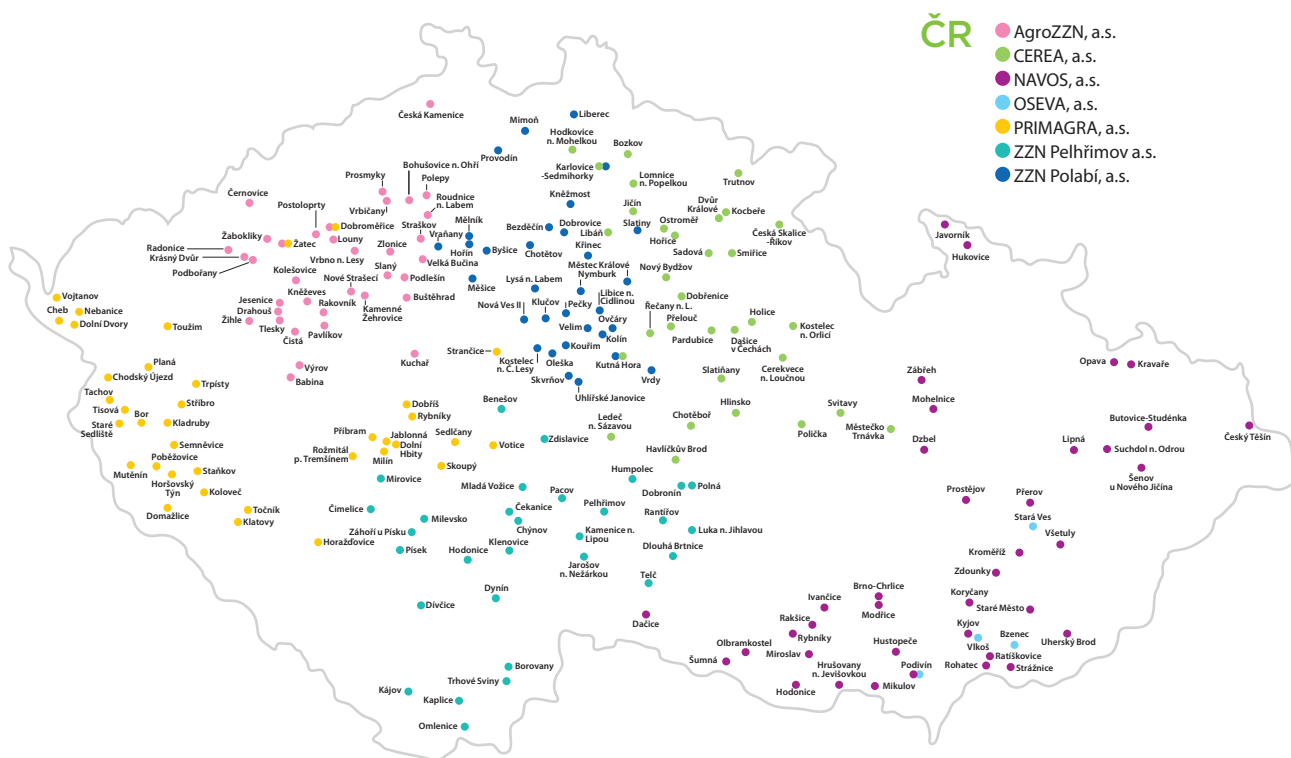 ČR
AgroZZN, a.s.
CEREA, a.s.
NAVOS, a.s.
OSEVA, a.s.
PRIMAGRA, a.s.
ZZN Pelhřimov a.s.
ZZN Polabí, a.s.
Česká Kamenice
Liberec
Mimoň
Hodkovice
n. Mohelkou
Bozkov
Provodín
Bohušovice n. Ohří
Karlovice
-Sedmihorky
Prosmyky
Polepy
Lomnice
n. Popelkou
Trutnov
Černovice
Roudnice
n. Labem
Kněžmost
Postoloprty
Vrbičany
Jičín
Dvůr
Králové
Kocbeře
Dobroměřice
Straškov
Mělník
Bezděčín
Dobrovice
Slatiny
Ostroměř
Česká Skalice
-Říkov
Javorník
Žabokliky
Vraňany
Libáň
Hořice
Žatec
Louny
Zlonice
Hořín
Byšice
Chotětov
Křinec
Sadová
Smiřice
Hukovice
Radonice
Krásný Dvůr
Vrbno n. Lesy
Velká Bučina
Podbořany
Kolešovice
Slaný
Podlešín
Městec Králové
Nymburk
Nový Bydžov
Vojtanov
Nové Strašecí
Měšice
Lysá n. Labem
Libice n.
Cidlinou
Dobřenice
Jesenice
Kněževes
Buštěhrad
Nová Ves II
Klučov
Pečky
Řečany n. L.
Cheb
Nebanice
Drahouš
Rakovník
Kamenné
Žehrovice
Ovčáry
Přelouč
Holice
Kostelec
n. Orlicí
Dolní Dvory
Toužim
Žihle
Tlesky
Pavlíkov
Velim
Kolín
Pardubice
Dašice
v Čechách
Čistá
Strančice
Kouřim
Kuchař
Kostelec
n. Č. Lesy
Oleška
Kutná Hora
Cerekvece
n. Loučnou
Opava
Kravaře
Planá
Výrov
Vrdy
Slatiňany
Zábřeh
Chodský Újezd
Babina
Skvrňov
Uhlířské Janovice
Trpísty
Tachov
Benešov
Mohelnice
Tisová
Bor
Stříbro
Dobříš
Ledeč
n. Sázavou
Chotěboř
Hlinsko
Svitavy
Butovice-Studénka
Staré
Sedliště
Kladruby
Rybníky
Polička
Městečko
Trnávka
Český Těšín
Příbram
Jablonná
Dolní
Hbity
Sedlčany
Votice
Zdislavice
Semněvice
Havlíčkův Brod
Dzbel
Lipná
Suchdol n. Odrou
Rožmitál
p. Tremšínem
Milín
Poběžovice
Mutěnín
Staňkov
Skoupý
Humpolec
Šenov
u Nového Jičína
Horšovský
Týn
Mirovice
Mladá Vožice
Dobronín
Polná
Koloveč
Pacov
Prostějov
Přerov
Domažlice
Točník
Čimelice
Čekanice
Pelhřimov
Rantířov
Klatovy
Milevsko
Chýnov
Stará Ves
Záhoří u Písku
Kamenice n.
Lipou
Luka n. Jihlavou
Všetuly
Horažďovice
Písek
Hodonice
Klenovice
Jarošov
n. Nežárkou
Dlouhá Brtnice
Kroměříž
Telč
Zdounky
Dynín
Brno-Chrlice
Dívčice
Ivančice
Koryčany
Dačice
Rakšice
Modřice
Staré Město
Rybníky
Kyjov
Bzenec
Uherský Brod
Olbramkostel
Hustopeče
Vlkoš
Šumná
Miroslav
Ratíškovice
Borovany
Hrušovany
n. Jevišovkou
Podivín
Rohatec
Strážnice
Trhové Sviny
Kájov
Hodonice
Mikulov
Kaplice
Omlenice